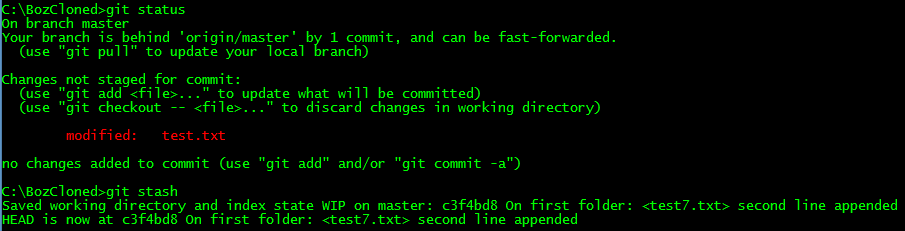 C:\BozCloned>git status
On branch master
Your branch is behind 'origin/master' by 1 commit, and can be fast-forwarded.
  (use "git pull" to update your local branch)

Changes not staged for commit:
  (use "git add <file>..." to update what will be committed)
  (use "git checkout -- <file>..." to discard changes in working directory)

        modified:   test.txt

no changes added to commit (use "git add" and/or "git commit -a")

C:\BozCloned>git stash
Saved working directory and index state WIP on master: c3f4bd8 On first folder: <test7.txt> second line appended
HEAD is now at c3f4bd8 On first folder: <test7.txt> second line appended